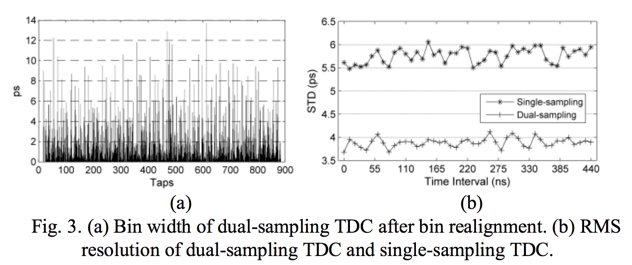 14
12
10
8
6
4
2
0
ps
0 100 200 300 400 500 600 700 800 900
Taps
(a)
6.5
6
5.5
5
4.5
4
3.5
STD (ps)
Single-sampling
Dual-sampling
0 55 110 165 220 275 330 385 440
Time Interval (ns)
(b)
Fig. 3. (a) Bin width of dual-sampling TDC after bin realignment. (b) RMS
resolution of dual-sampling TDC and single-sampling TDC.